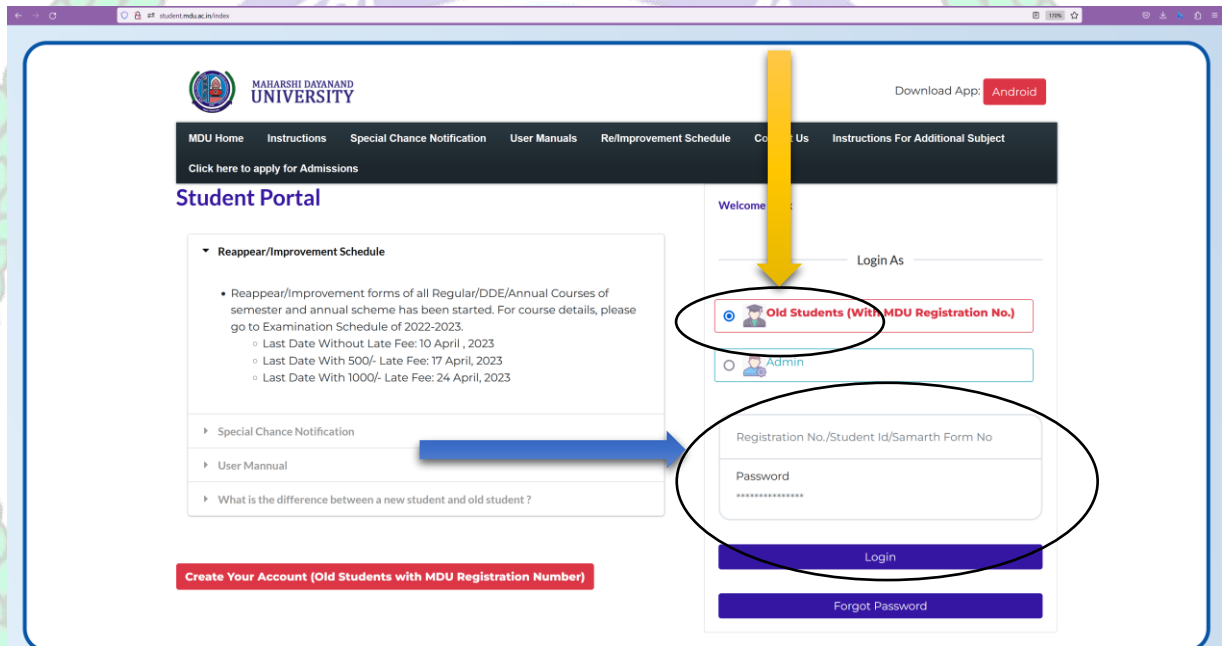 student.mdu.ac.in/index
170%
MAHARSHI DAYANAND
UNIVERSITY
Download App: Android
MDU Home Instructions Special Chance Notification User Manuals Re/Improvement Schedule Us Instructions For Additional Subject
Click here to apply for Admissions
Student Portal
Welcome
Reappear/Improvement Schedule
Login As
• Reappear/Improvement forms of all Regular/DDE/Annual Courses of
semester and annual scheme has been started. For course details, please
go to Examination Schedule of 2022-2023.
◦ Last Date Without Late Fee: 10 April , 2023
◦ Last Date With 500/- Late Fee: 17 April, 2023
◦ Last Date With 1000/- Late Fee: 24 April, 2023
Old Students (With MDU Registration No.)
Admin
Special Chance Notification
User Mannual
What is the difference between a new student and old student ?
Registration No./Student Id/Samarth Form No
Password
***************
Login
Create Your Account (Old Students with MDU Registration Number)
Forgot Password